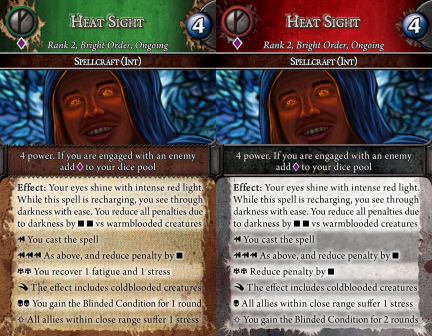 HEAT SIGHT
4
Rank 2, Bright Order, Ongoing
SPELLCRAFT (INT)
4 power. If you are engaged with an enemy
add to your dice pool
Effect: Your eyes shine with intense red light.
While this spell is recharging, you see through
darkness with ease. You reduce all penalties due
to darkness by ■ ■ vs warmblooded creatures
You cast the spell
As above, and reduce penalty by ■
You recover 1 fatigue and 1 stress
The effect includes coldblooded creatures
You gain the Blinded Condition for 1 round
All allies within close range suffer 1 stress
HEAT SIGHT
4
Rank 2, Bright Order, Ongoing
SPELLCRAFT (INT)
4 power. If you are engaged with an enemy
add to your dice pool
Effect: Your eyes shine with intense red light.
While this spell is recharging, you see through
darkness with ease. You reduce all penalties due
to darkness by ■ ■ vs warmblooded creatures
You cast the spell
As above, and reduce penalty by ■
Reduce penalty by ■
The effect includes coldblooded creatures
All allies within close range suffer 1 stress
You gain the Blinded Condition for 2 rounds